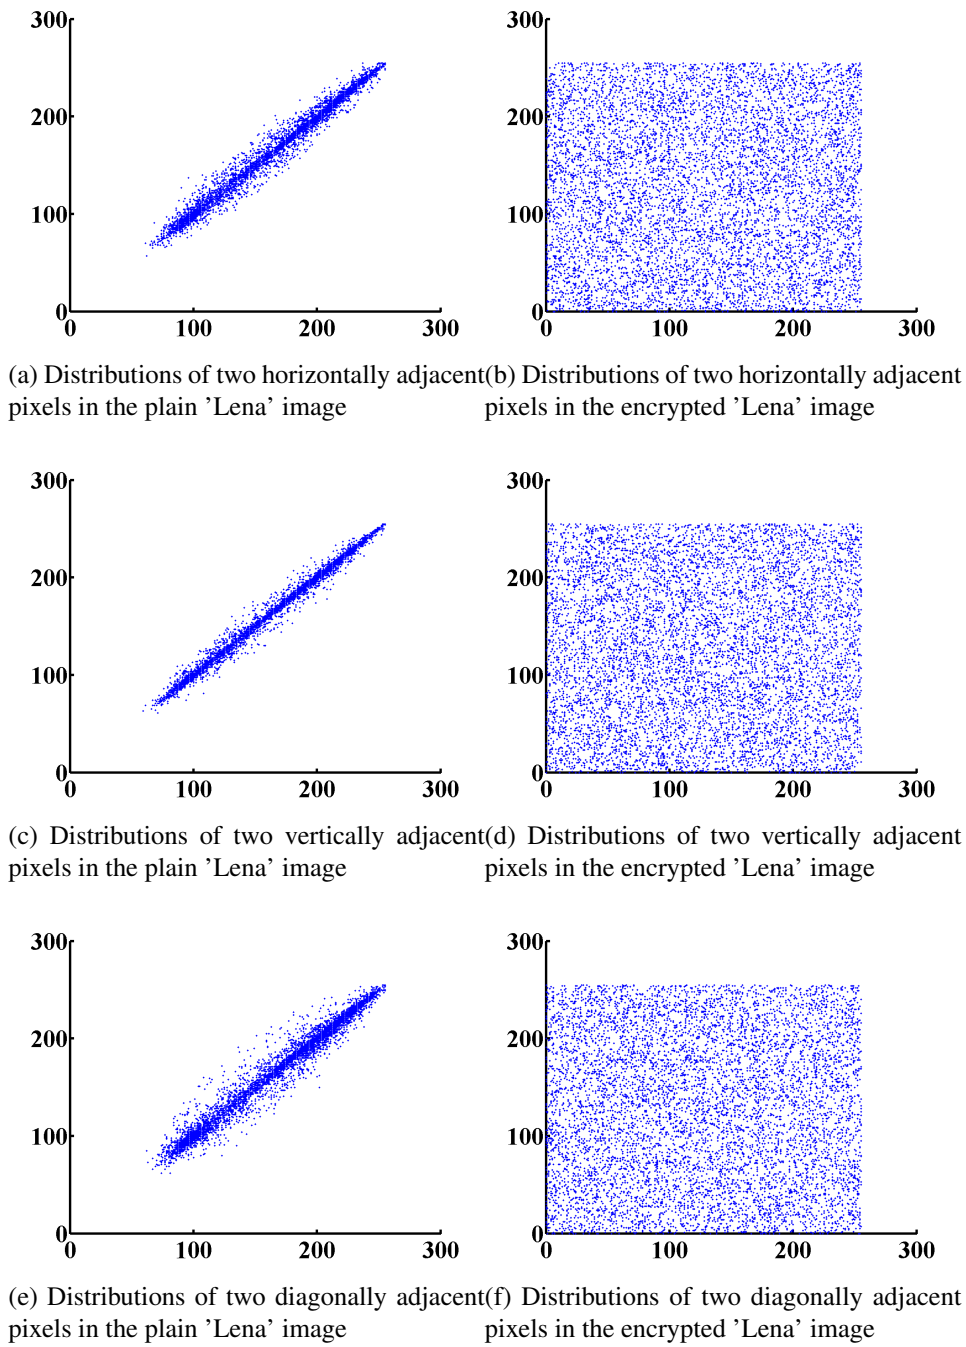 300
200
100
0
0 100 200 300
300
200
100
0
0 100 200 300
(a) Distributions of two horizontally adjacent
pixels in the plain ’Lena’ image
(b) Distributions of two horizontally adjacent
pixels in the encrypted ’Lena’ image
300
200
100
0
0 100 200 300
300
200
100
0
0 100 200 300
(c) Distributions of two vertically adjacent
pixels in the plain ’Lena’ image
(d) Distributions of two vertically adjacent
pixels in the encrypted ’Lena’ image
300
200
100
0
0 100 200 300
300
200
100
0
0 100 200 300
(e) Distributions of two diagonally adjacent
pixels in the plain ’Lena’ image
(f) Distributions of two diagonally adjacent
pixels in the encrypted ’Lena’ image